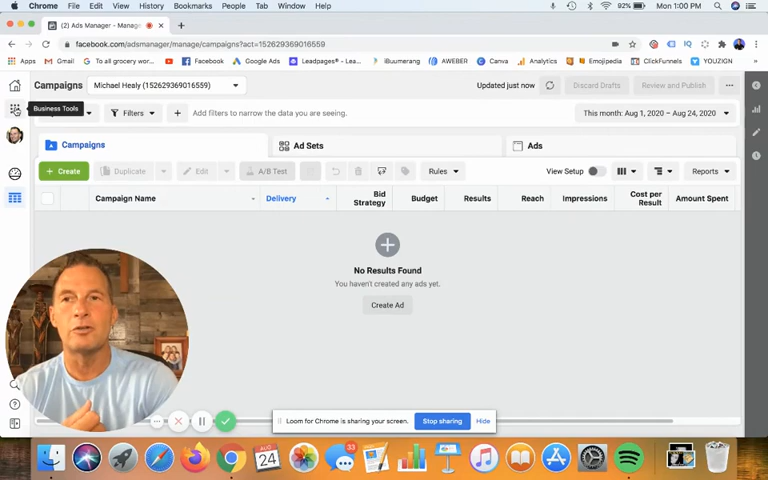 Chrome File Edit View History Bookmarks People Tab Window Help 92% Mon 1:00 PM
(2) Ads Manager - Manag
facebook.com/adsmanager/manage/campaigns?act=152629369016559
Apps Gmail To all grocery wor... Facebook Google Ads Leadpages® | Le... iBuumerang AWEBER Canva Analytics Emojipedia ClickFunnels YOUZIGN
Campaigns Michael Healy (152629369016559) Updated just now Discard Drafts Review and Publish
Business Tools
Filters Add filters to narrow the data you are seeing. This month: Aug 1, 2020 – Aug 24, 2020
Campaigns Ad Sets Ads
+ Create Duplicate Edit A/B Test Rules View Setup Reports
Campaign Name Delivery Bid Strategy Budget Results Reach Impressions Cost per Result Amount Spent
No Results Found
You haven't created any ads yet.
Create Ad
Loom for Chrome is sharing your screen. Stop sharing Hide
AUG 24 33